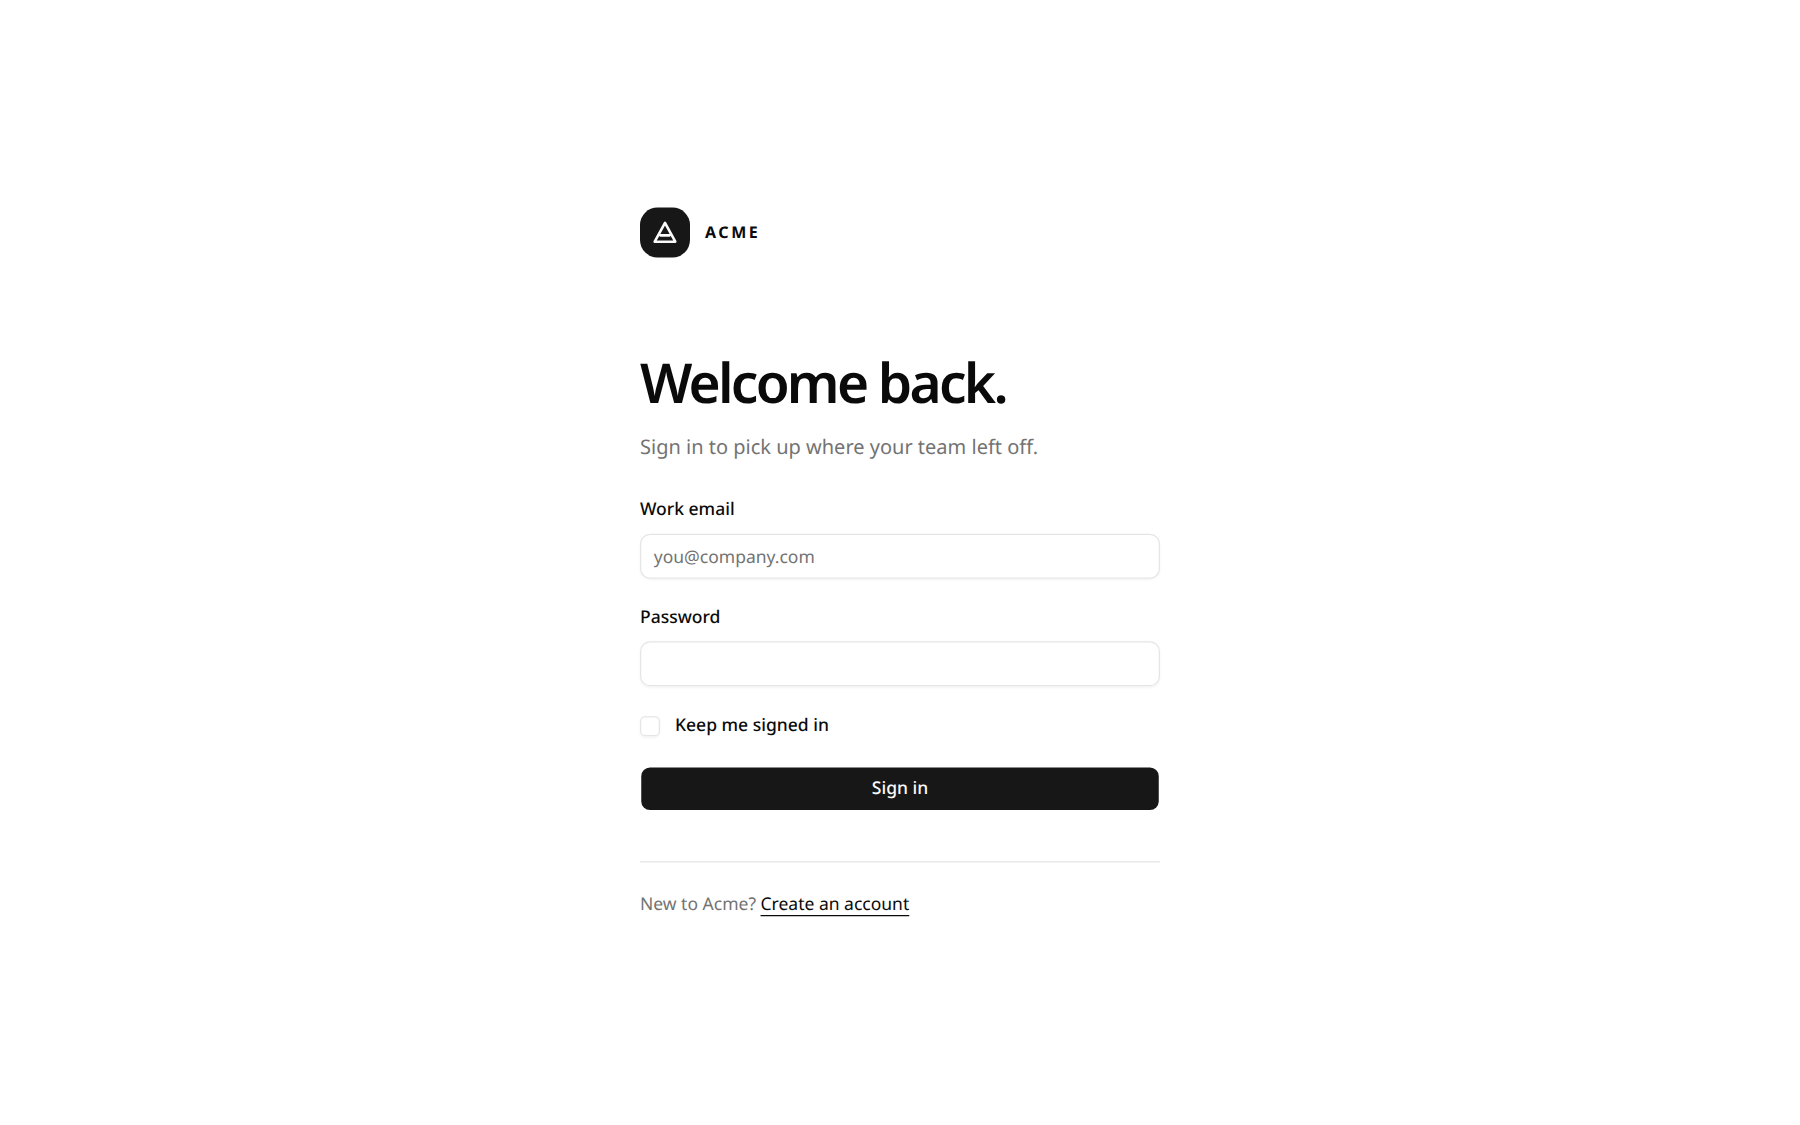 ACME
Welcome back.
Sign in to pick up where your team left off.
Work email
you@company.com
Password
Keep me signed in
Sign in
New to Acme? Create an account